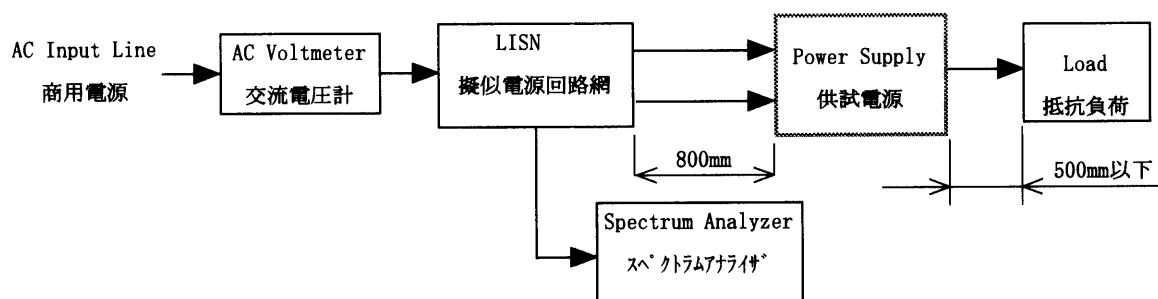 AC Input Line
商用電源
AC Voltmeter
交流電圧計
LISN
擬似電源回路網
Power Supply
供試電源
Load
抵抗負荷
800mm
500mm以下
Spectrum Analyzer
ｽﾍﾟｸﾄﾗﾑｱﾅﾗｲｻﾞ